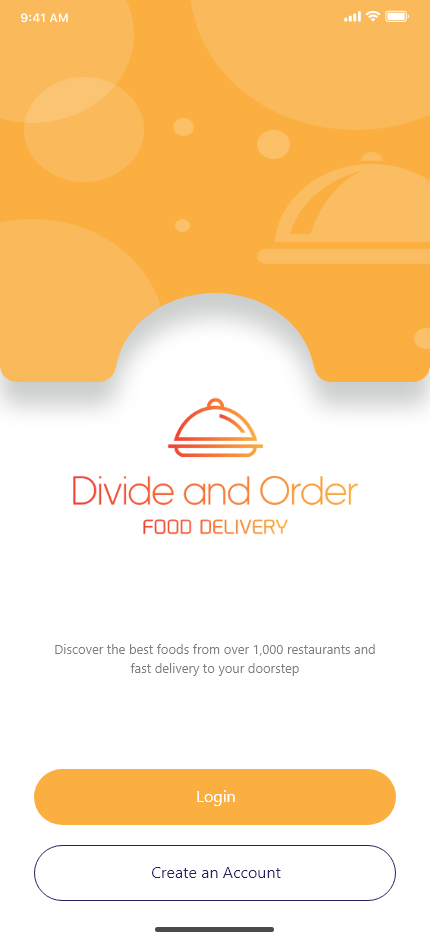 9:41 AM
Divide and Order
FOOD DELIVERY
Discover the best foods from over 1,000 restaurants and
fast delivery to your doorstep
Login
Create an Account